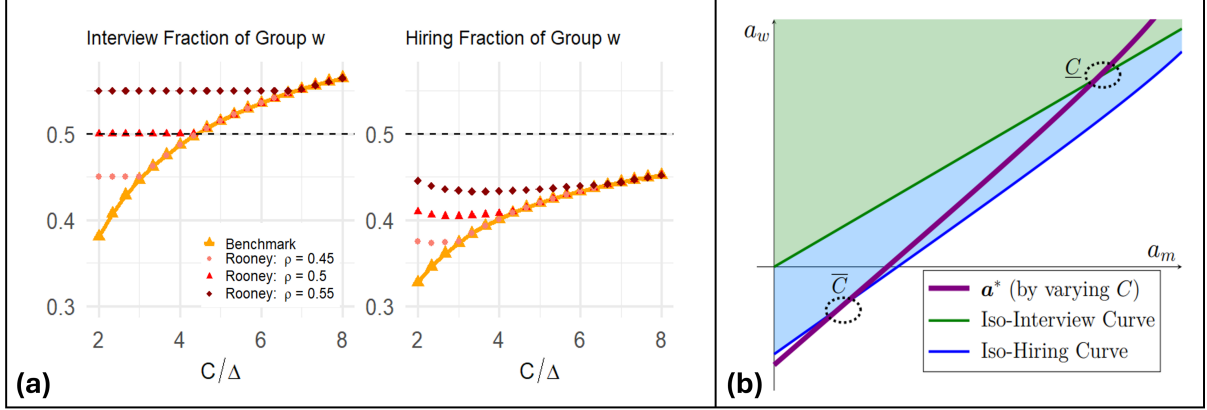 Interview Fraction of Group w
0.5
0.4
0.3
2 4 6 8
C/Δ
Benchmark
Rooney: ρ = 0.45
Rooney: ρ = 0.5
Rooney: ρ = 0.55
(a)
Hiring Fraction of Group w
0.5
0.4
0.3
2 4 6 8
C/Δ
a_w
C̲
C̅
a_m
a* (by varying C)
Iso-Interview Curve
Iso-Hiring Curve
(b)